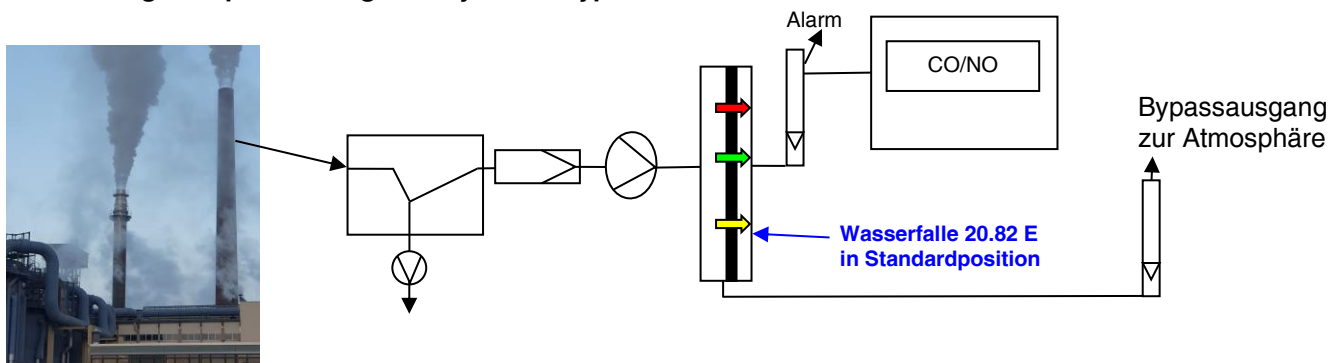 Alarm
CO/NO
Bypassausgang
zur Atmosphäre
Wasserfalle 20.82 E
in Standardposition